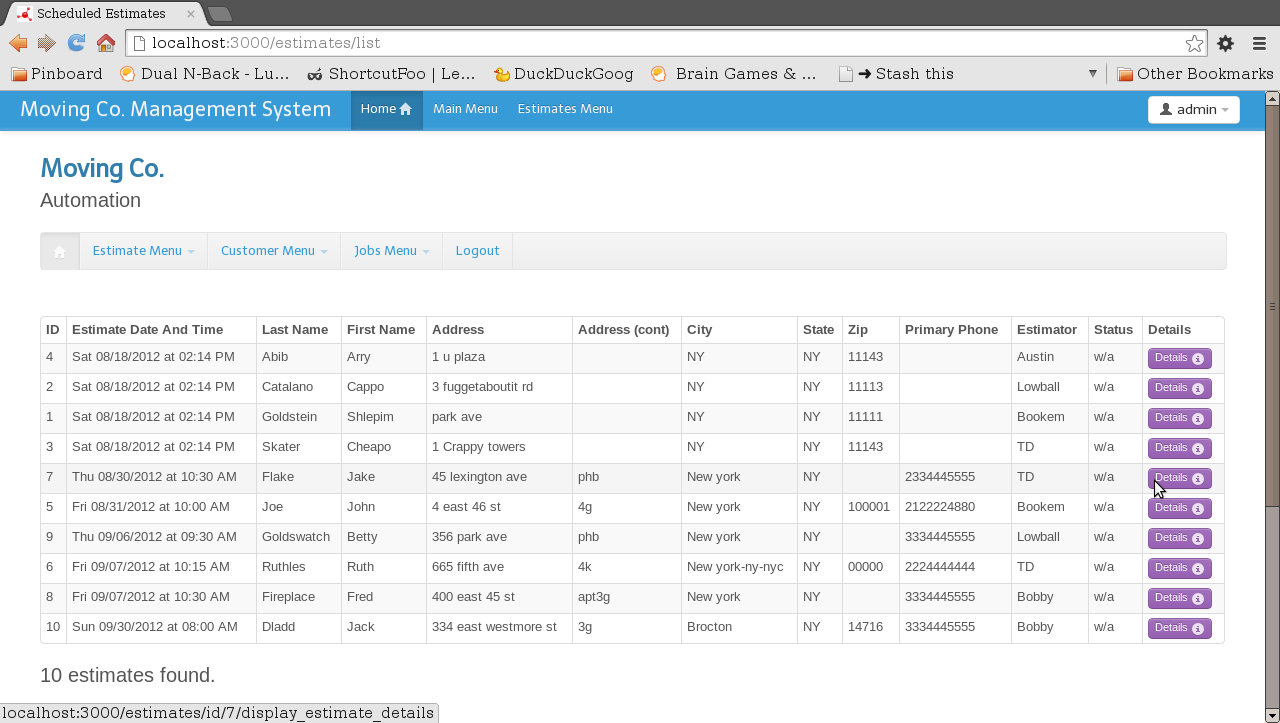 Scheduled Estimates
localhost:3000/estimates/list
Pinboard Dual N-Back - Lu... ShortcutFoo | Le... DuckDuckGoog Brain Games & ... ➜ Stash this Other Bookmarks
Moving Co. Management System Home Main Menu Estimates Menu admin
Moving Co.
Automation
Estimate Menu Customer Menu Jobs Menu Logout
ID Estimate Date And Time Last Name First Name Address Address (cont) City State Zip Primary Phone Estimator Status Details
4 Sat 08/18/2012 at 02:14 PM Abib Arry 1 u plaza NY NY 11143 Austin w/a Details
2 Sat 08/18/2012 at 02:14 PM Catalano Cappo 3 fuggetaboutit rd NY NY 11113 Lowball w/a Details
1 Sat 08/18/2012 at 02:14 PM Goldstein Shlepim park ave NY NY 11111 Bookem w/a Details
3 Sat 08/18/2012 at 02:14 PM Skater Cheapo 1 Crappy towers NY NY 11143 TD w/a Details
7 Thu 08/30/2012 at 10:30 AM Flake Jake 45 lexington ave phb New york NY 2334445555 TD w/a Details
5 Fri 08/31/2012 at 10:00 AM Joe John 4 east 46 st 4g New york NY 100001 2122224880 Bookem w/a Details
9 Thu 09/06/2012 at 09:30 AM Goldswatch Betty 356 park ave phb New york NY 3334445555 Lowball w/a Details
6 Fri 09/07/2012 at 10:15 AM Ruthles Ruth 665 fifth ave 4k New york-ny-nyc NY 00000 2224444444 TD w/a Details
8 Fri 09/07/2012 at 10:30 AM Fireplace Fred 400 east 45 st apt3g New york NY 3334445555 Bobby w/a Details
10 Sun 09/30/2012 at 08:00 AM Dladd Jack 334 east westmore st 3g Brocton NY 14716 3334445555 Bobby w/a Details
10 estimates found.
localhost:3000/estimates/id/7/display_estimate_details